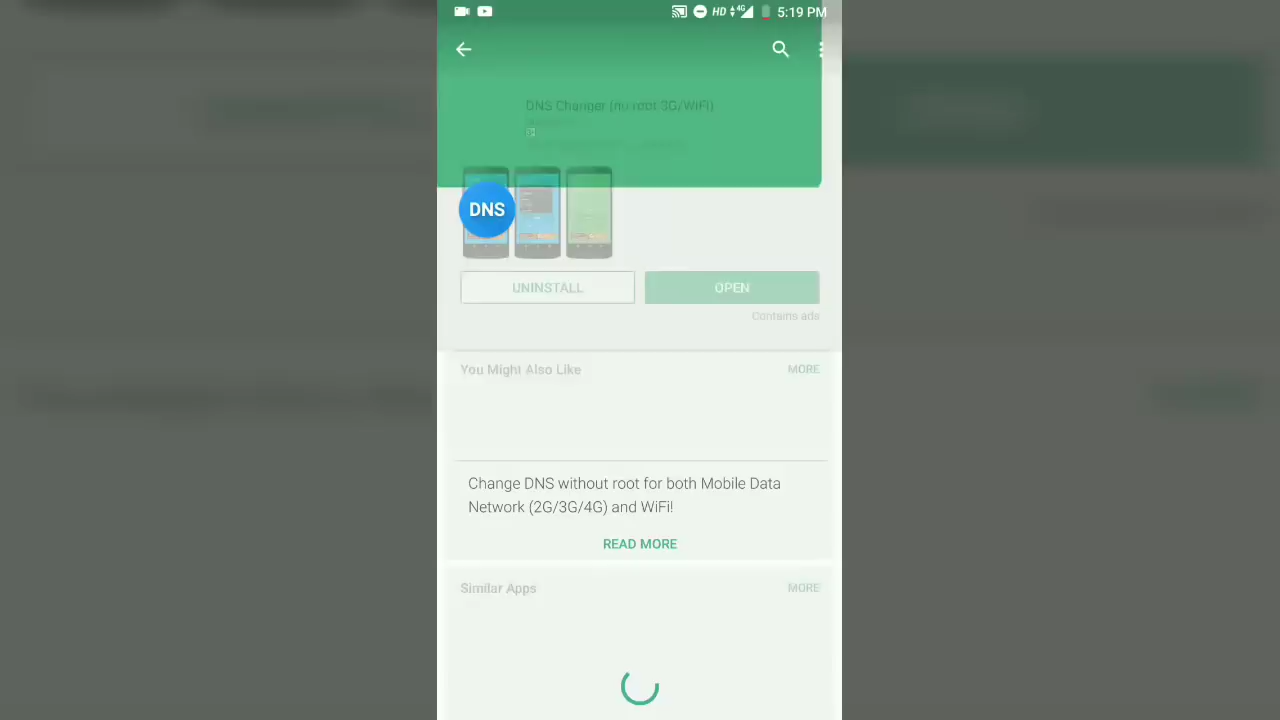 HD 4G 5:19 PM
DNS Changer (no root 3G/WiFi)
DNS
UNINSTALL OPEN
Contains ads
You Might Also Like MORE
Change DNS without root for both Mobile Data
Network (2G/3G/4G) and WiFi!
READ MORE
Similar Apps MORE